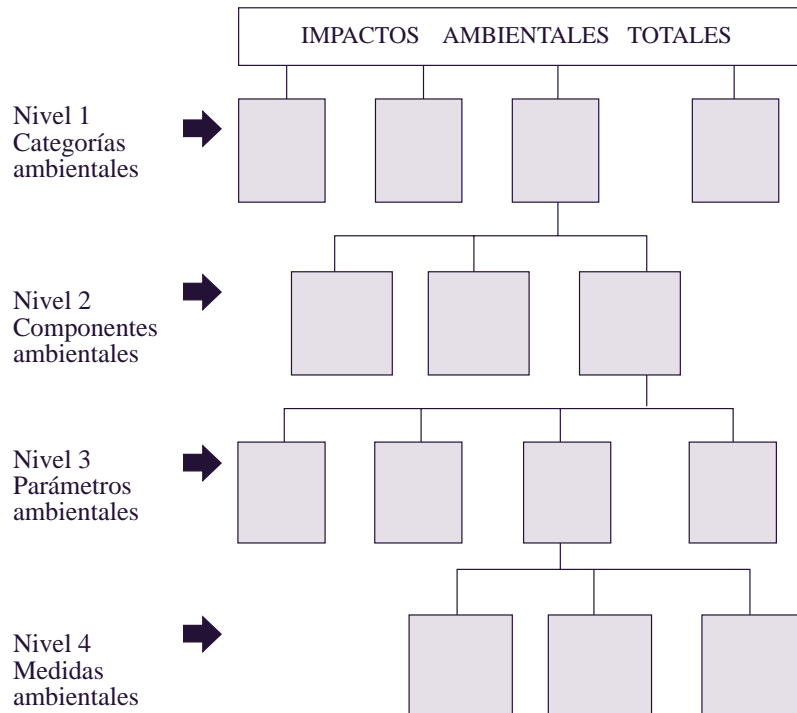 IMPACTOS AMBIENTALES TOTALES
Nivel 1
Categorías
ambientales
Nivel 2
Componentes
ambientales
Nivel 3
Parámetros
ambientales
Nivel 4
Medidas
ambientales